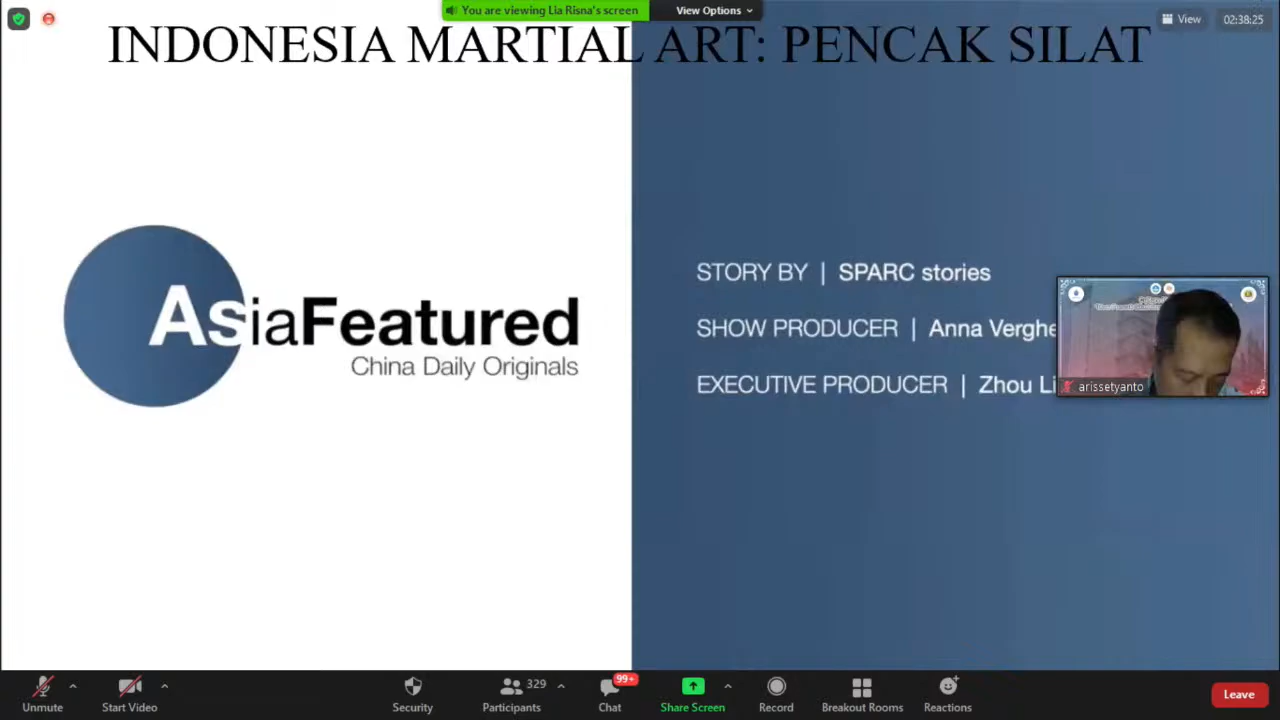 You are viewing Lia Risna's screen
View Options
View
02:38:25
INDONESIA MARTIAL ART: PENCAK SILAT
AsiaFeatured
China Daily Originals
STORY BY | SPARC stories
SHOW PRODUCER | Anna
EXECUTIVE PRODUCER | Zhou
arissetyanto
Unmute
Start Video
Security
329
Participants
99+
Chat
Share Screen
Record
Breakout Rooms
Reactions
Leave